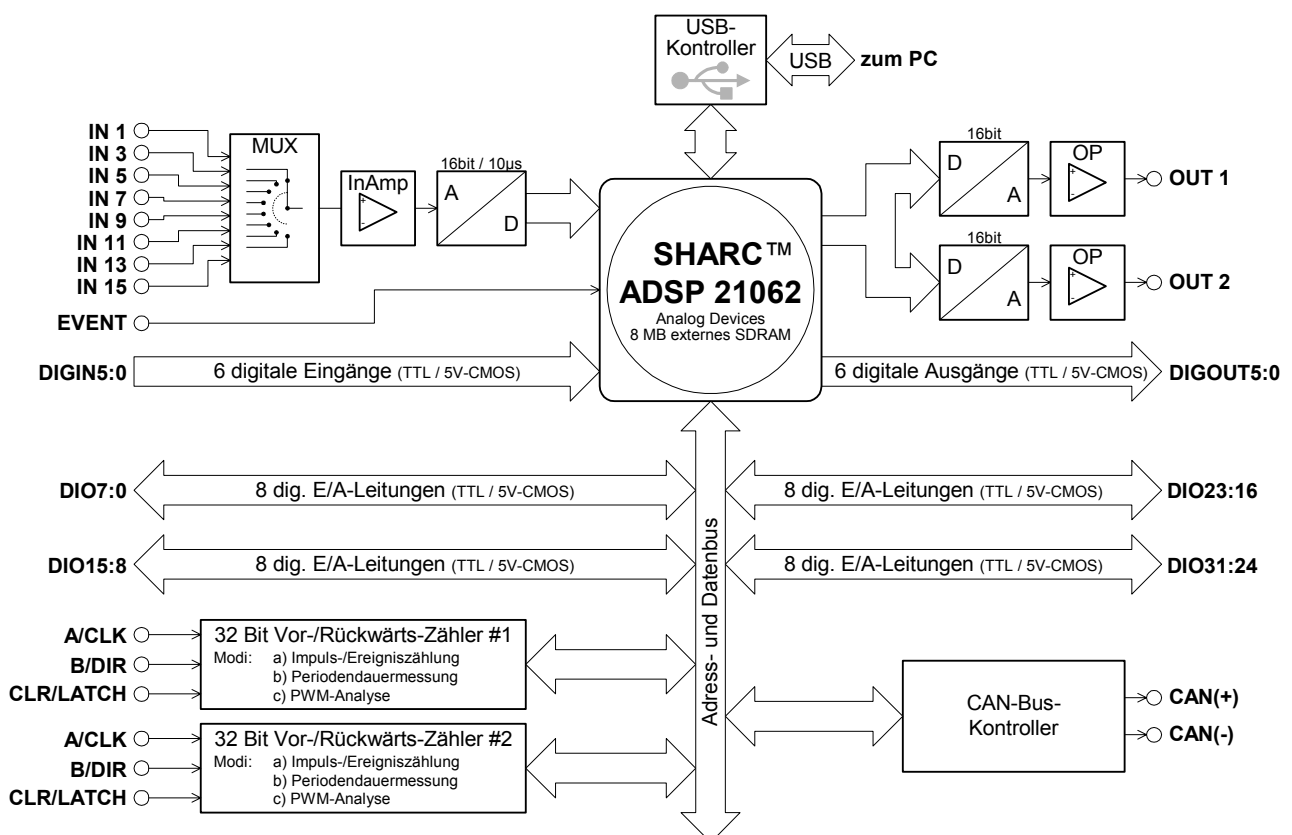 USB-
Kontroller
USB
zum PC
IN 1
IN 3
IN 5
IN 7
IN 9
IN 11
IN 13
IN 15
MUX
InAmp
+
-
16bit / 10µs
A
D
EVENT
SHARC™
ADSP 21062
Analog Devices
8 MB externes SDRAM
16bit
D
A
OP
+
-
OUT 1
16bit
D
A
OP
+
-
OUT 2
DIGIN5:0
6 digitale Eingänge (TTL / 5V-CMOS)
6 digitale Ausgänge (TTL / 5V-CMOS)
DIGOUT5:0
DIO7:0
8 dig. E/A-Leitungen (TTL / 5V-CMOS)
8 dig. E/A-Leitungen (TTL / 5V-CMOS)
DIO23:16
DIO15:8
8 dig. E/A-Leitungen (TTL / 5V-CMOS)
8 dig. E/A-Leitungen (TTL / 5V-CMOS)
DIO31:24
Adress- und Datenbus
A/CLK
B/DIR
CLR/LATCH
32 Bit Vor-/Rückwärts-Zähler #1
Modi: a) Impuls-/Ereigniszählung
b) Periodendauermessung
c) PWM-Analyse
A/CLK
B/DIR
CLR/LATCH
32 Bit Vor-/Rückwärts-Zähler #2
Modi: a) Impuls-/Ereigniszählung
b) Periodendauermessung
c) PWM-Analyse
CAN-Bus-
Kontroller
CAN(+)
CAN(-)